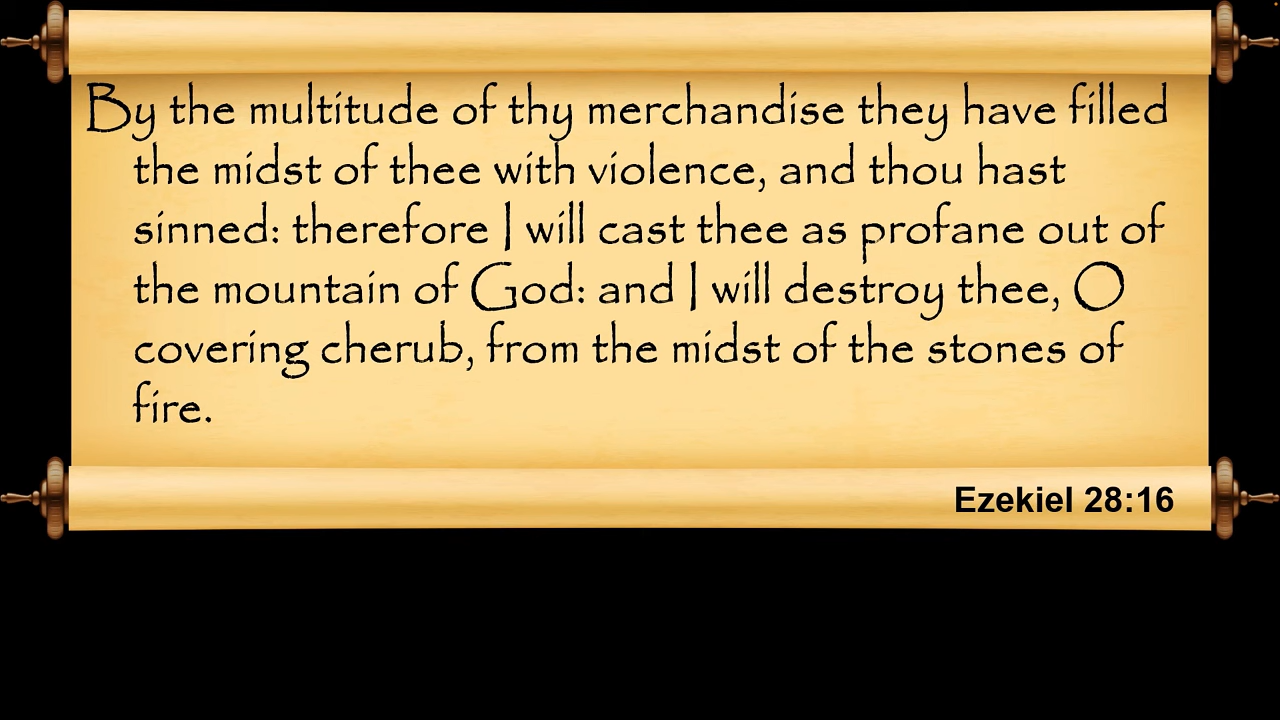 By the multitude of thy merchandise they have filled
the midst of thee with violence, and thou hast
sinned: therefore I will cast thee as profane out of
the mountain of God: and I will destroy thee, O
covering cherub, from the midst of the stones of
fire.
Ezekiel 28:16